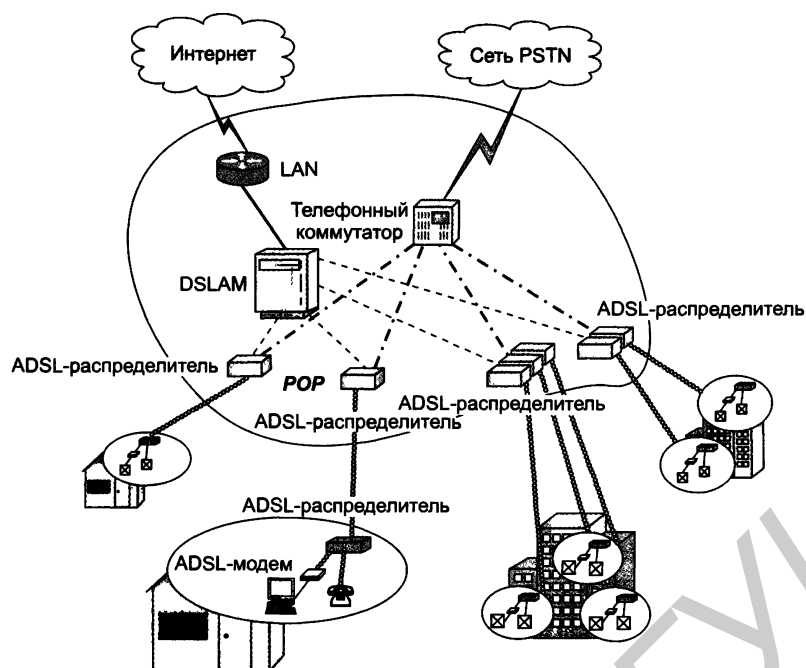 Интернет
Сеть PSTN
LAN
Телефонный
коммутатор
DSLAM
ADSL-распределитель
ADSL-распределитель
POP
ADSL-распределитель
ADSL-распределитель
ADSL-распределитель
ADSL-модем